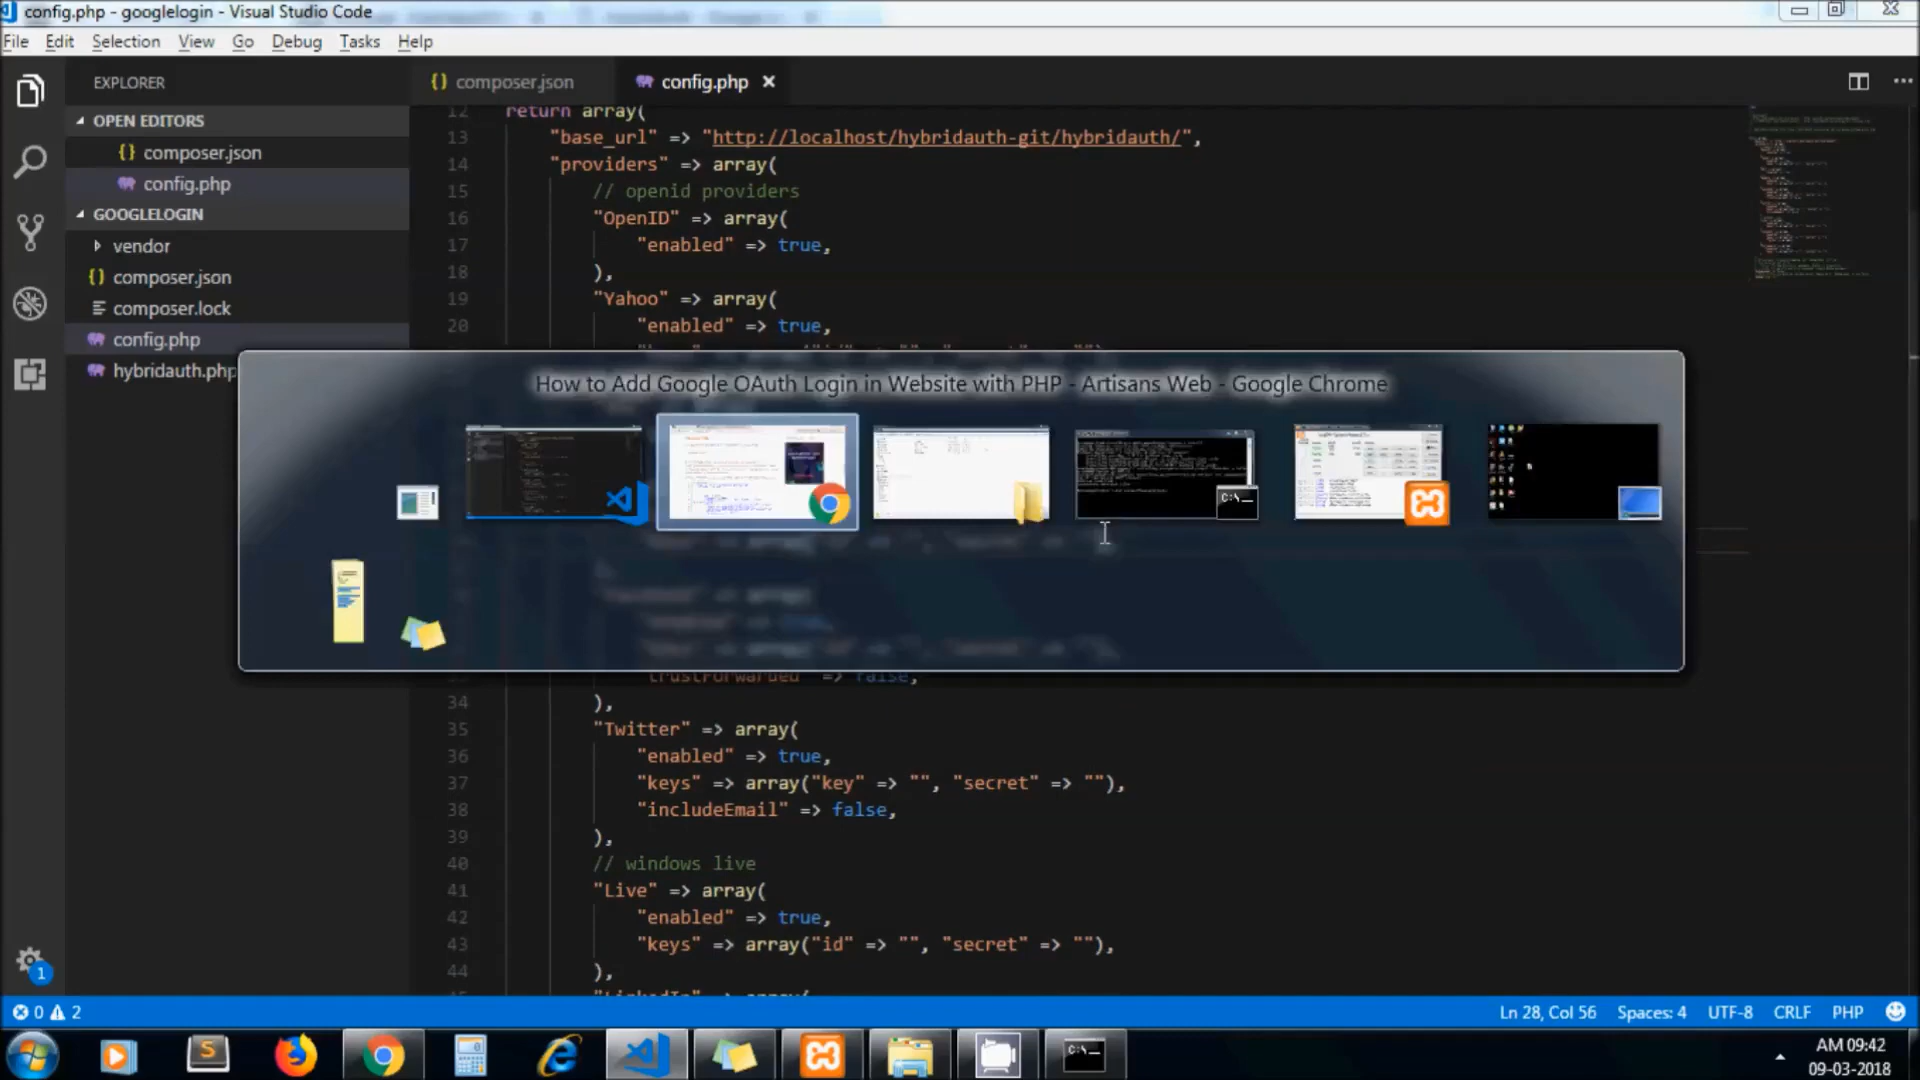 config.php - googlelogin - Visual Studio Code
File Edit Selection View Go Debug Tasks Help
EXPLORER
OPEN EDITORS
{} composer.json
config.php
GOOGLELOGIN
vendor
{} composer.json
composer.lock
config.php
hybridauth.php
{} composer.json
config.php
12 return array(
13 "base_url" => "http://localhost/hybridauth-git/hybridauth/",
14 "providers" => array(
15 // openid providers
16 "OpenID" => array(
17 "enabled" => true,
18 ),
19 "Yahoo" => array(
20 "enabled" => true,
How to Add Google OAuth Login in Website with PHP - Artisans Web - Google Chrome
C:\_
"trustForwarded" => false,
34 ),
35 "Twitter" => array(
36 "enabled" => true,
37 "keys" => array("key" => "", "secret" => ""),
38 "includeEmail" => false,
39 ),
40 // windows live
41 "Live" => array(
42 "enabled" => true,
43 "keys" => array("id" => "", "secret" => ""),
44 ),
"LinkedIn" => array(
1
0 2
Ln 28, Col 56 Spaces: 4 UTF-8 CRLF PHP
C:\_
AM 09:42
09-03-2018